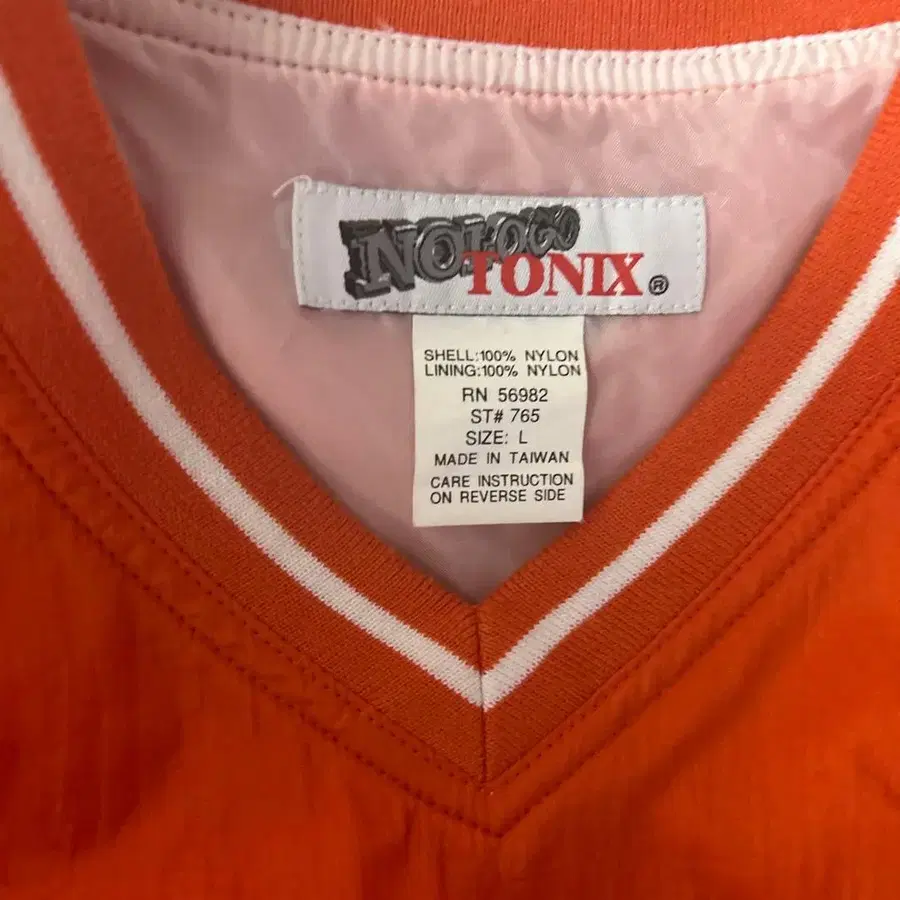 NOLOGO
TONIX®
SHELL:100% NYLON
LINING:100% NYLON
RN 56982
ST# 765
SIZE: L
MADE IN TAIWAN
CARE INSTRUCTION
ON REVERSE SIDE